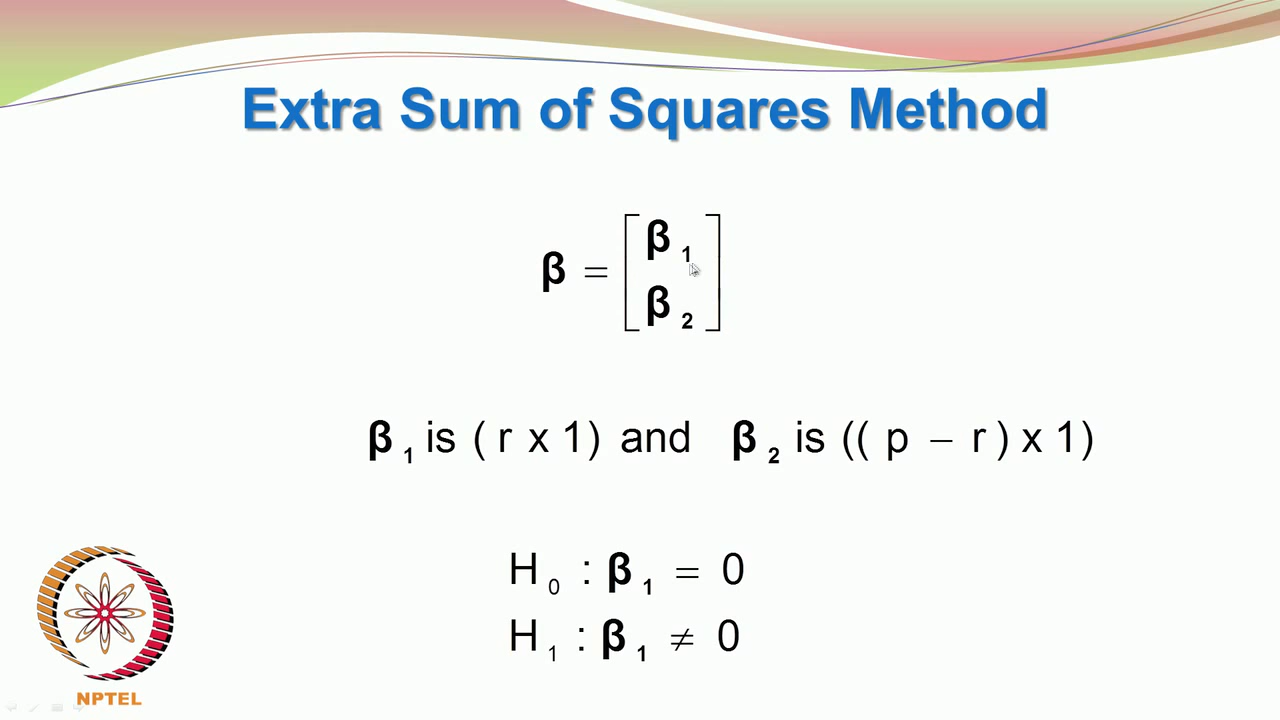 Extra Sum of Squares Method
β = [ β 1
β 2 ]
β 1 is ( r x 1) and β 2 is (( p − r ) x 1)
H 0 : β 1 = 0
H 1 : β 1 ≠ 0
NPTEL